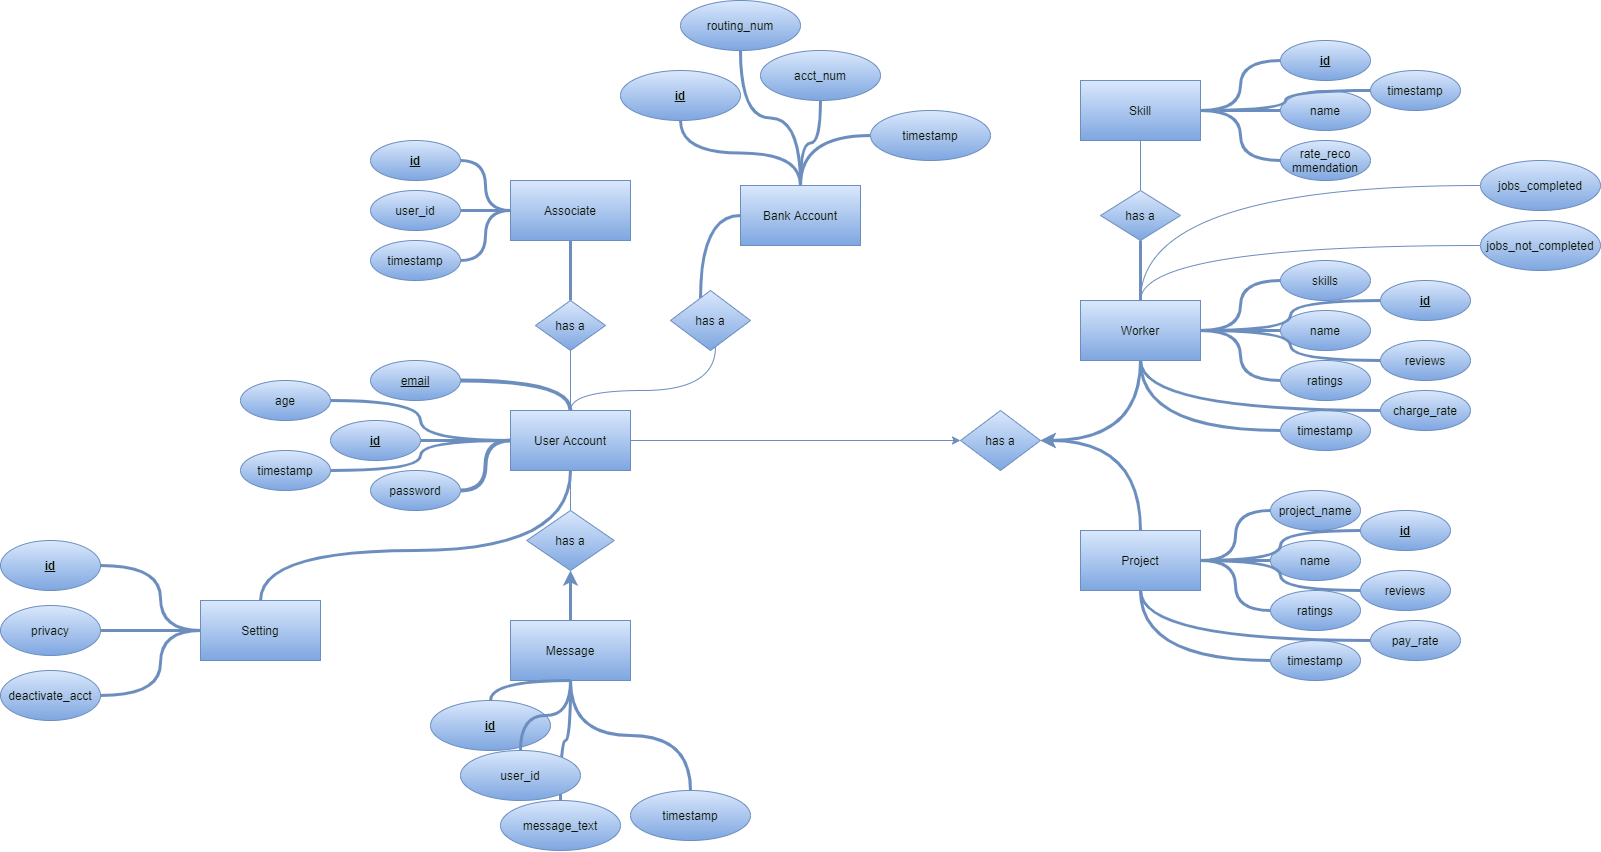 routing_num
acct_num
id
timestamp
Bank Account
id
user_id
timestamp
Associate
has a
has a
email
age
id
timestamp
password
User Account
has a
has a
id
privacy
deactivate_acct
Setting
Message
id
user_id
message_text
timestamp
Skill
id
timestamp
name
rate_reco
mmendation
has a
jobs_completed
jobs_not_completed
Worker
skills
id
name
reviews
ratings
charge_rate
timestamp
Project
project_name
id
name
reviews
ratings
pay_rate
timestamp